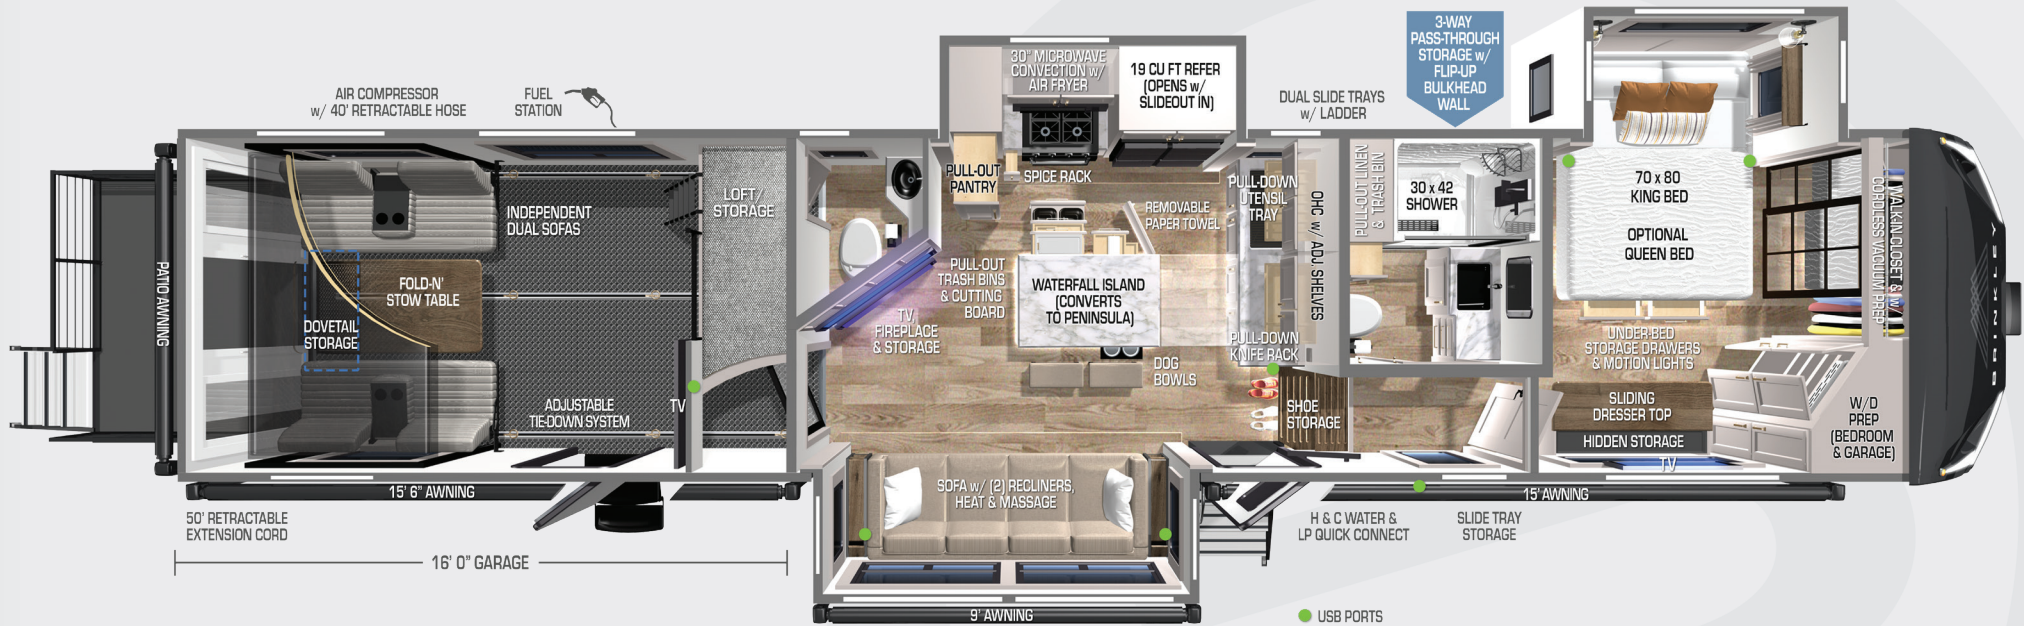 3-WAY
PASS-THROUGH
STORAGE w/
FLIP-UP
BULKHEAD
WALL
AIR COMPRESSOR
w/ 40' RETRACTABLE HOSE
FUEL
STATION
30" MICROWAVE
CONVECTION w/
AIR FRYER
19 CU FT REFER
(OPENS w/
SLIDEOUT IN)
DUAL SLIDE TRAYS
w/ LADDER
PATIO AWNING
INDEPENDENT
DUAL SOFAS
LOFT/
STORAGE
FOLD-N'
STOW TABLE
DOVETAIL
STORAGE
ADJUSTABLE
TIE-DOWN SYSTEM
TV
PULL-OUT
PANTRY
SPICE RACK
REMOVABLE
PAPER TOWEL
PULL-DOWN
UTENSIL
TRAY
OHC w/ ADJ SHELVES
PULL-OUT
TRASH BINS
& CUTTING
BOARD
WATERFALL ISLAND
(CONVERTS
TO PENINSULA)
TV,
FIREPLACE
& STORAGE
PULL-DOWN
KNIFE RACK
DOG
BOWLS
SHOE
STORAGE
PULL-OUT LINEN
& TRASH BIN
30 x 42
SHOWER
70 x 80
KING BED
OPTIONAL
QUEEN BED
WALK-IN CLOSET & w/
CORDLESS VACUUM PREP
UNDER-BED
STORAGE DRAWERS
& MOTION LIGHTS
SLIDING
DRESSER TOP
HIDDEN STORAGE
TV
W/D
PREP
(BEDROOM
& GARAGE)
BRINKLEY
SOFA w/ (2) RECLINERS,
HEAT & MASSAGE
15' 6" AWNING
15' AWNING
50' RETRACTABLE
EXTENSION CORD
H & C WATER &
LP QUICK CONNECT
SLIDE TRAY
STORAGE
16' 0" GARAGE
9' AWNING
USB PORTS